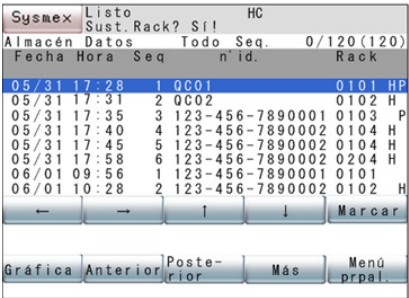 Sysmex Listo HC
Sust. Rack? Sí!
Almacén Datos Todo Seq. 0/120(120)
Fecha Hora Seq n°id. Rack
05/31 17:28 1 QC01 0101 HP
05/31 17:31 2 QC02 0102 H
05/31 17:35 3 123-456-7890001 0103 P
05/31 17:40 4 123-456-7890002 0104 H
05/31 17:45 5 123-456-7890002 0104 H
05/31 17:58 6 123-456-7890002 0204 H
06/01 09:56 1 123-456-7890001 0101
06/01 10:28 2 123-456-7890002 0102 H
← → ↑ ↓ Marcar
Gráfica Anterior Poste-rior Más Menú prpal.